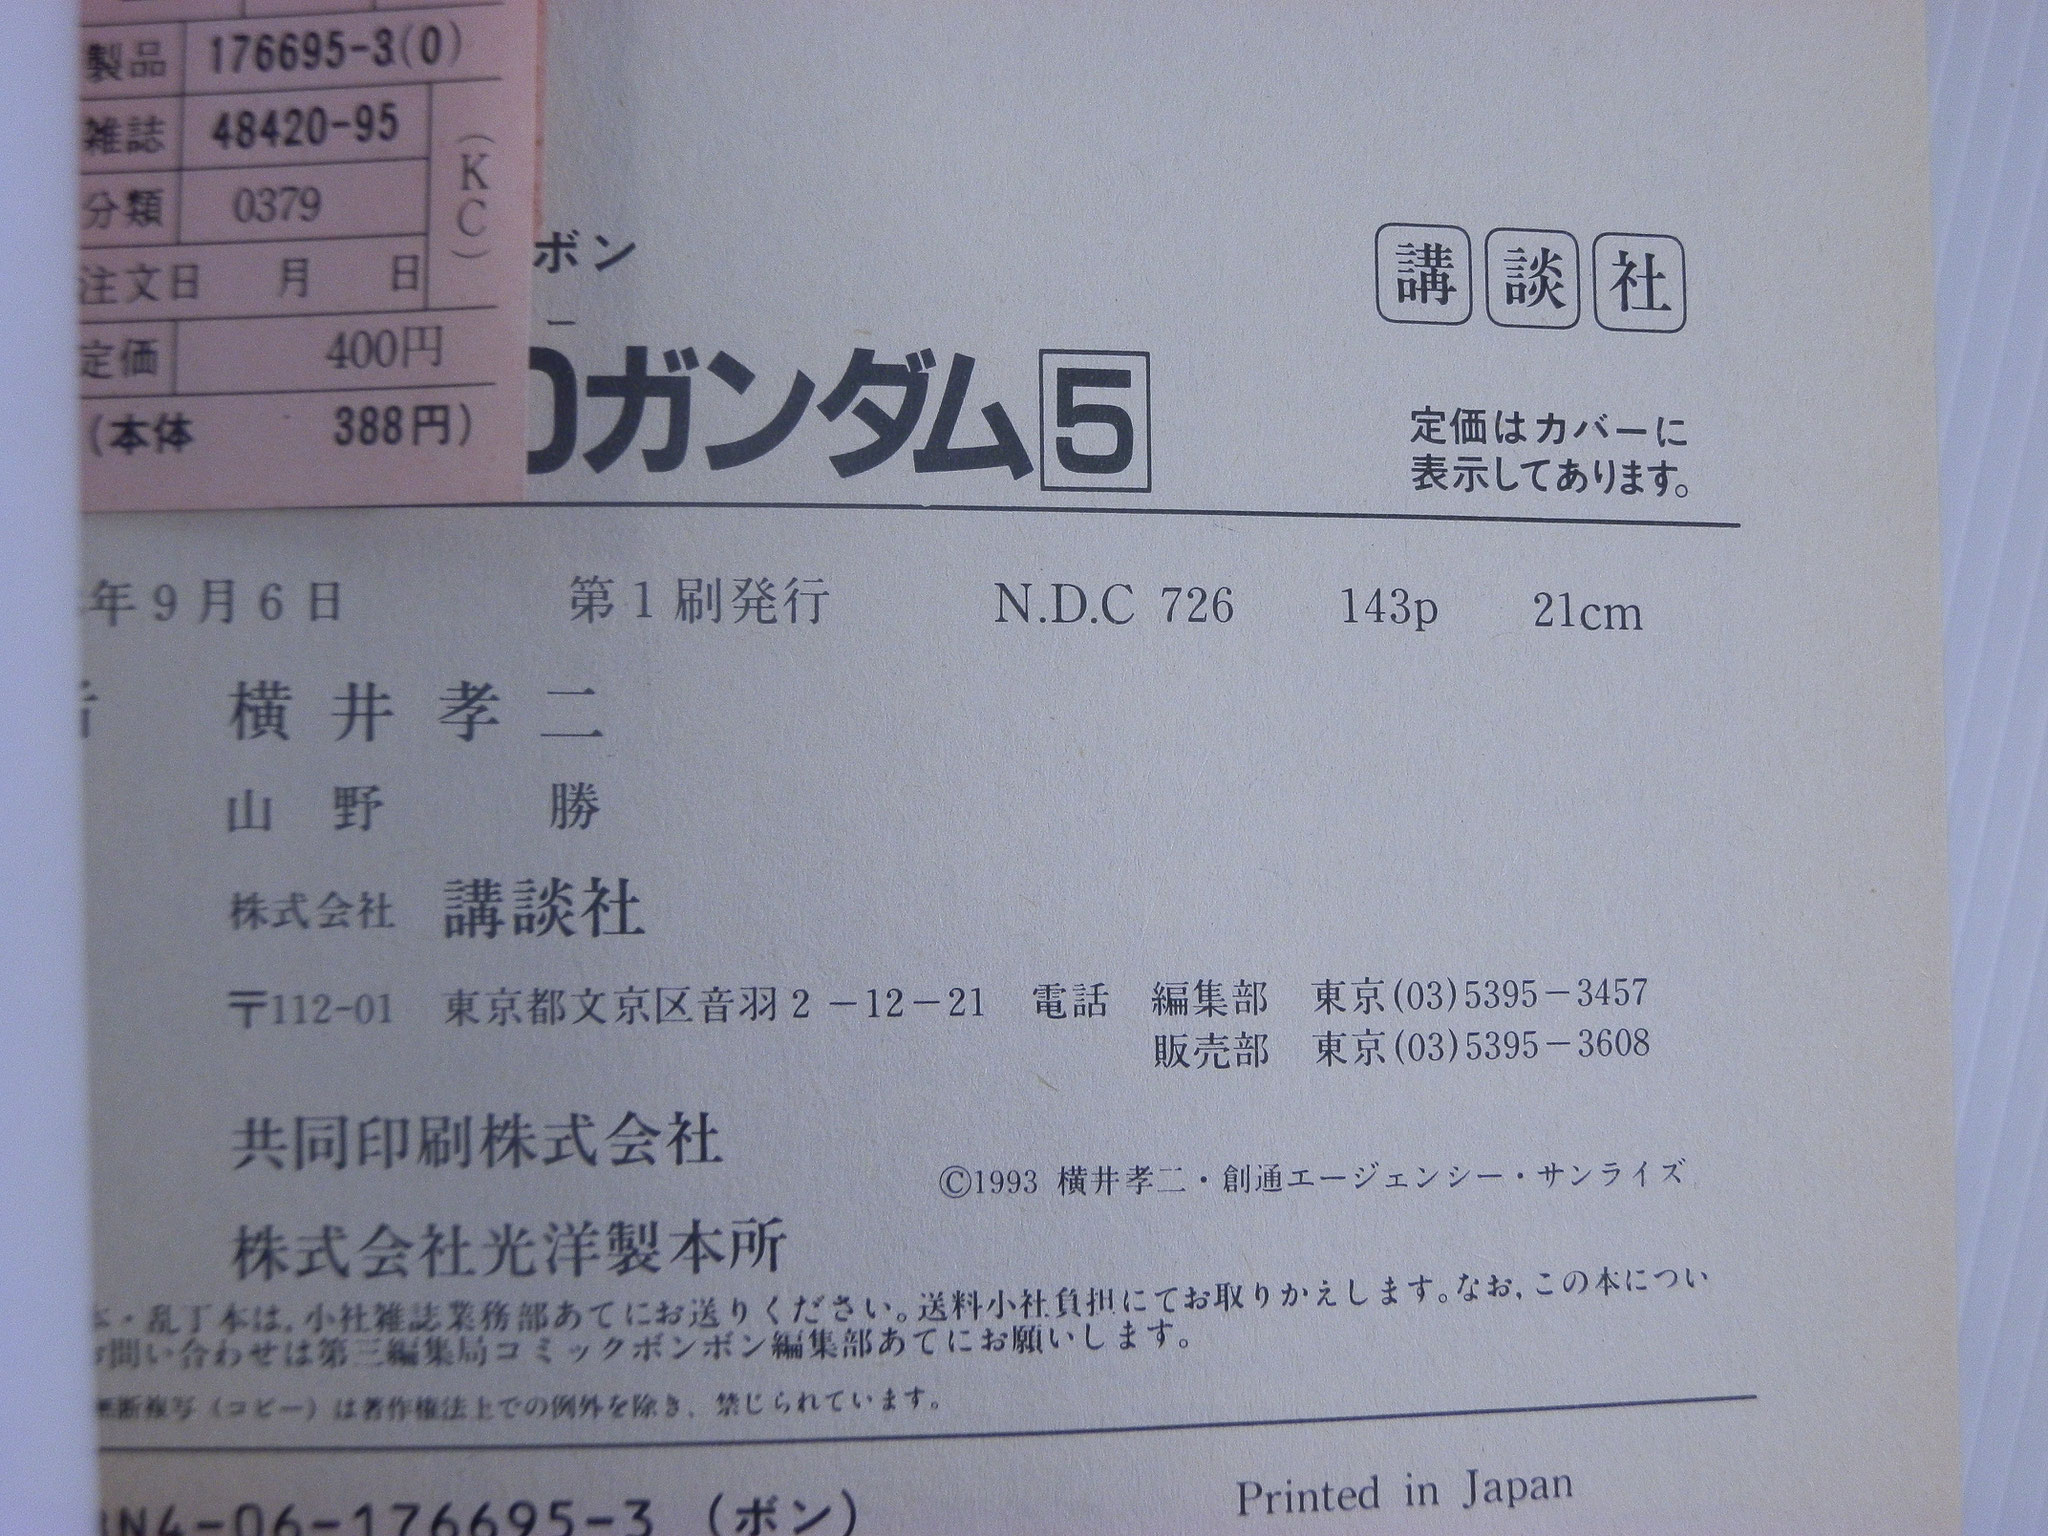 製品 176695-3(0)
雑誌 48420-95
(KC)
分類 0379
注文日 月 日
定価 400円
(本体 388円)
ボン
講談社
ガンダム5
定価はカバーに
表示してあります。
年9月6日 第1刷発行 N.D.C 726 143p 21cm
横井孝二
山野 勝
株式会社 講談社
〒112-01 東京都文京区音羽2-12-21 電話 編集部 東京(03)5395-3457
販売部 東京(03)5395-3608
共同印刷株式会社
©1993 横井孝二・創通エージェンシー・サンライズ
株式会社光洋製本所
本・乱丁本は,小社雑誌業務部あてにお送りください。送料小社負担にてお取りかえします。なお,この本につい
お問い合わせは第三編集局コミックボンボン編集部あてにお願いします。
無断複写(コピー)は著作権法上での例外を除き、禁じられています。
BN4-06-176695-3 (ボン)
Printed in Japan